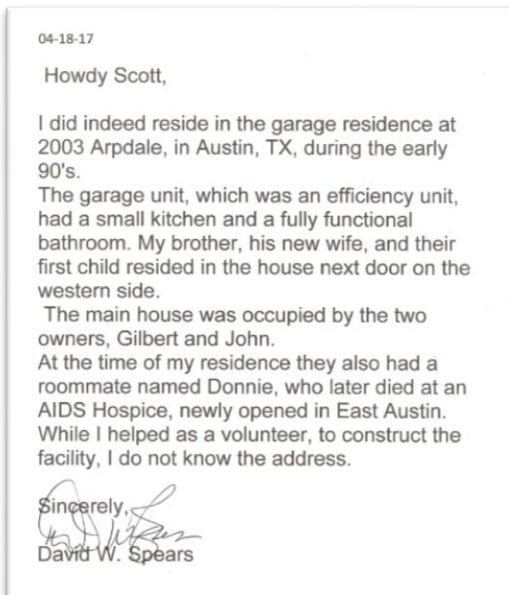 04-18-17
Howdy Scott,
I did indeed reside in the garage residence at
2003 Arpdale, in Austin, TX, during the early
90's.
The garage unit, which was an efficiency unit,
had a small kitchen and a fully functional
bathroom. My brother, his new wife, and their
first child resided in the house next door on the
western side.
The main house was occupied by the two
owners, Gilbert and John.
At the time of my residence they also had a
roommate named Donnie, who later died at an
AIDS Hospice, newly opened in East Austin.
While I helped as a volunteer, to construct the
facility, I do not know the address.
Sincerely,
David W. Spears